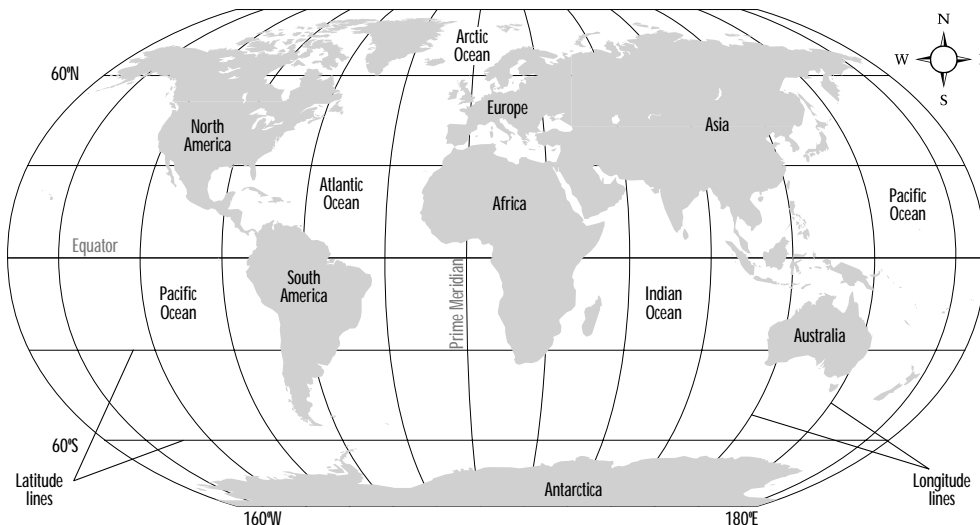 Arctic
Ocean
N
W
S
60°N
Europe
North
America
Asia
Atlantic
Ocean
Africa
Pacific
Ocean
Equator
South
America
Prime Meridian
Pacific
Ocean
Indian
Ocean
Australia
60°S
Latitude
lines
Longitude
lines
Antarctica
160°W
180°E